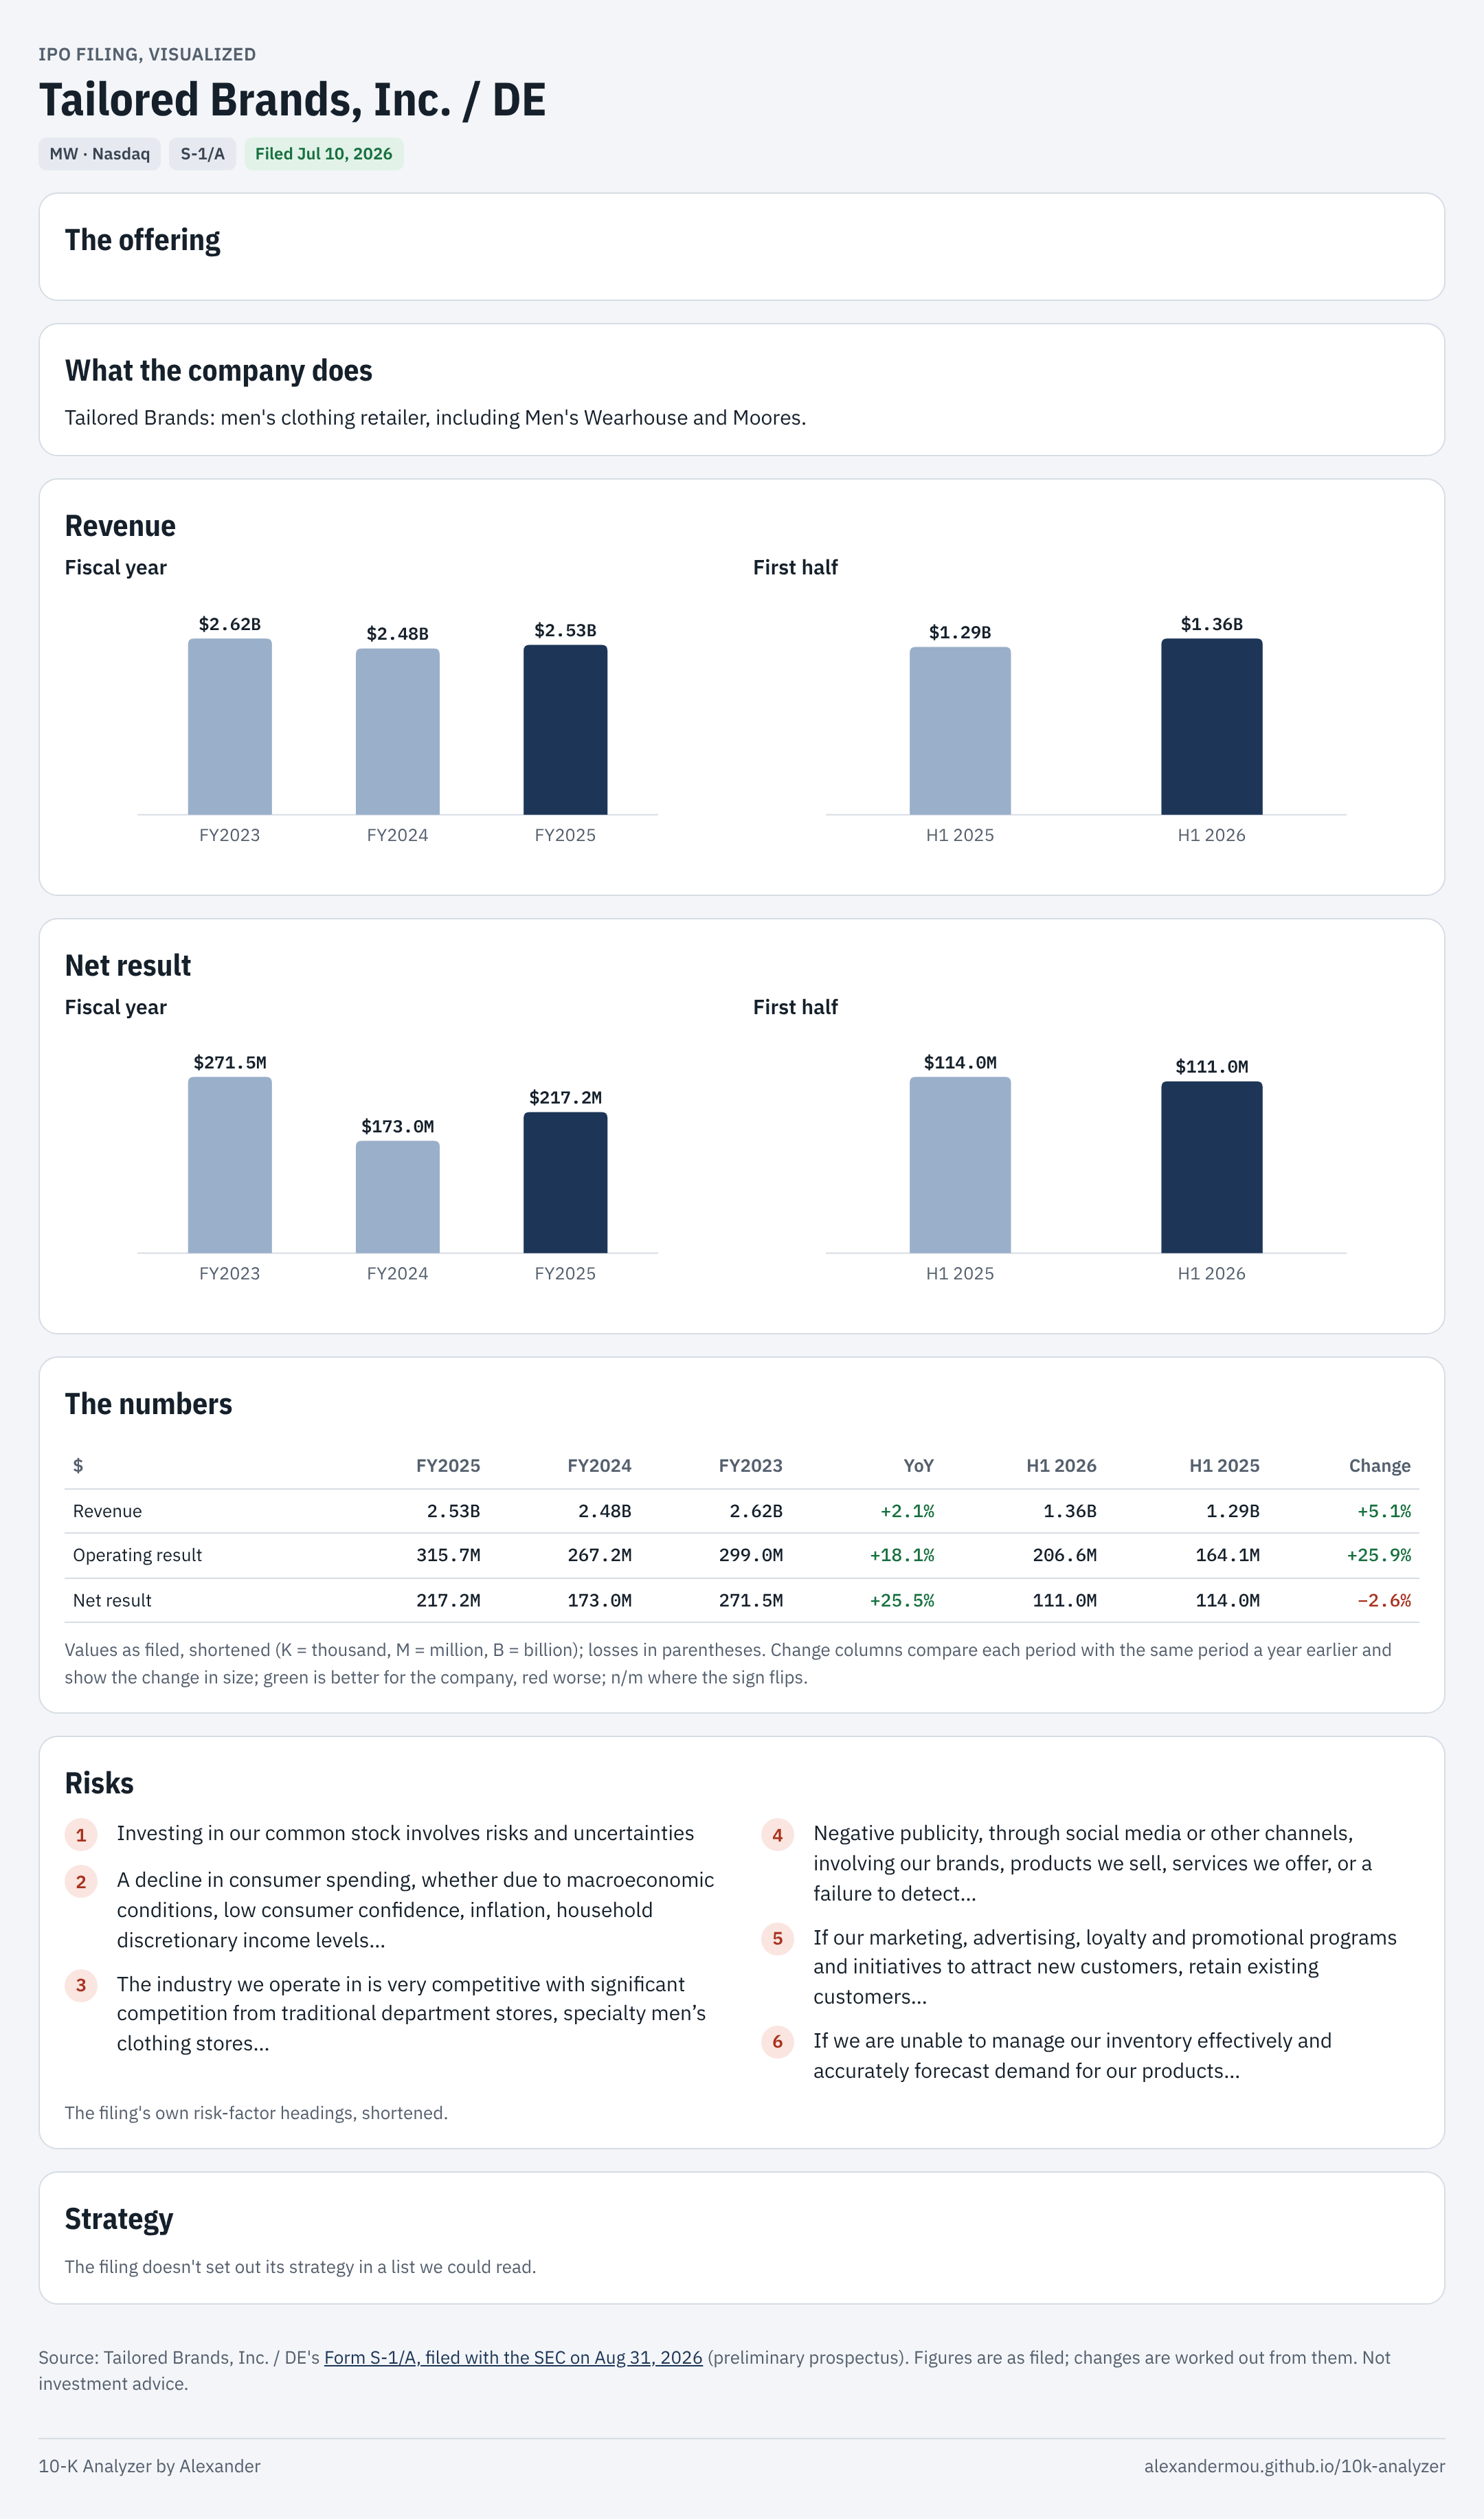 IPO FILING, VISUALIZED
Tailored Brands, Inc. / DE
MW · Nasdaq S-1/A Filed Jul 10, 2026
The offering
What the company does
Tailored Brands: men's clothing retailer, including Men's Wearhouse and Moores.
Revenue
Fiscal year
$2.62B $2.48B $2.53B
FY2023 FY2024 FY2025
First half
$1.29B $1.36B
H1 2025 H1 2026
Net result
Fiscal year
$271.5M $173.0M $217.2M
FY2023 FY2024 FY2025
First half
$114.0M $111.0M
H1 2025 H1 2026
The numbers
$ FY2025 FY2024 FY2023 YoY H1 2026 H1 2025 Change
Revenue 2.53B 2.48B 2.62B +2.1% 1.36B 1.29B +5.1%
Operating result 315.7M 267.2M 299.0M +18.1% 206.6M 164.1M +25.9%
Net result 217.2M 173.0M 271.5M +25.5% 111.0M 114.0M −2.6%
Values as filed, shortened (K = thousand, M = million, B = billion); losses in parentheses. Change columns compare each period with the same period a year earlier and
show the change in size; green is better for the company, red worse; n/m where the sign flips.
Risks
1 Investing in our common stock involves risks and uncertainties
2 A decline in consumer spending, whether due to macroeconomic
conditions, low consumer confidence, inflation, household
discretionary income levels…
3 The industry we operate in is very competitive with significant
competition from traditional department stores, specialty men’s
clothing stores…
4 Negative publicity, through social media or other channels,
involving our brands, products we sell, services we offer, or a
failure to detect…
5 If our marketing, advertising, loyalty and promotional programs
and initiatives to attract new customers, retain existing
customers…
6 If we are unable to manage our inventory effectively and
accurately forecast demand for our products…
The filing's own risk-factor headings, shortened.
Strategy
The filing doesn't set out its strategy in a list we could read.
Source: Tailored Brands, Inc. / DE's Form S-1/A, filed with the SEC on Aug 31, 2026 (preliminary prospectus). Figures are as filed; changes are worked out from them. Not
investment advice.
10-K Analyzer by Alexander
alexandermou.github.io/10k-analyzer